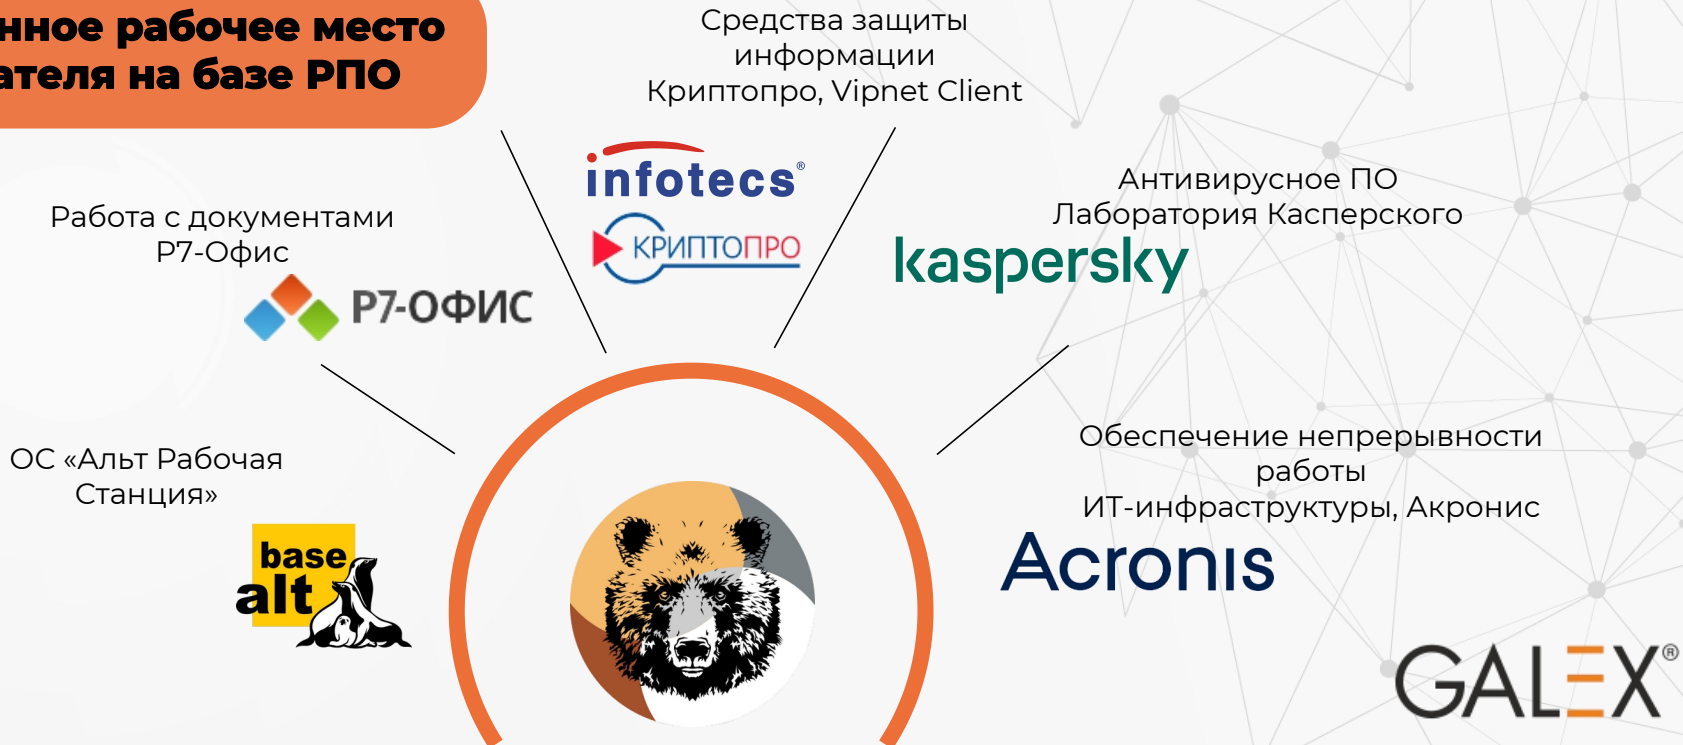 рабочее место
на базе РПО
Средства защиты
информации
Криптопро, Vipnet Client
infotecs®
КРИПТОПРО
Работа с документами
Р7-Офис
Р7-ОФИС
Антивирусное ПО
Лаборатория Касперского
kaspersky
ОС «Альт Рабочая
Станция»
base
alt
Обеспечение непрерывности
работы
ИТ-инфраструктуры, Акронис
Acronis
GALEX®